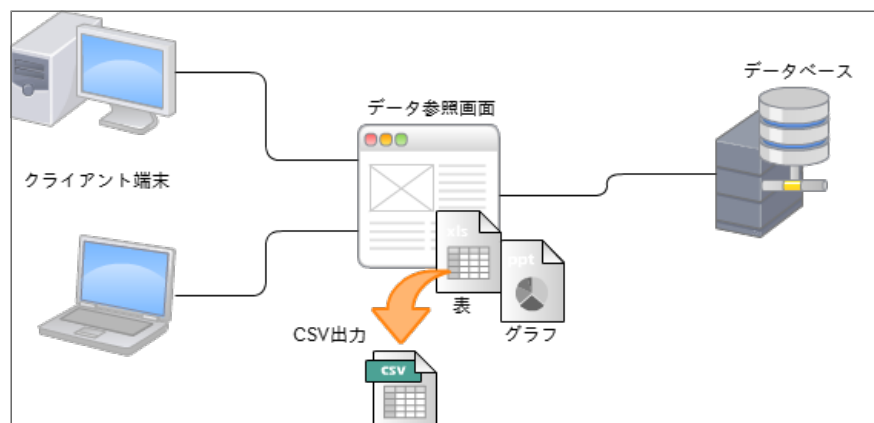 データベース
データ参照画面
クライアント端末
xls
ppt
表
グラフ
CSV出力
csv